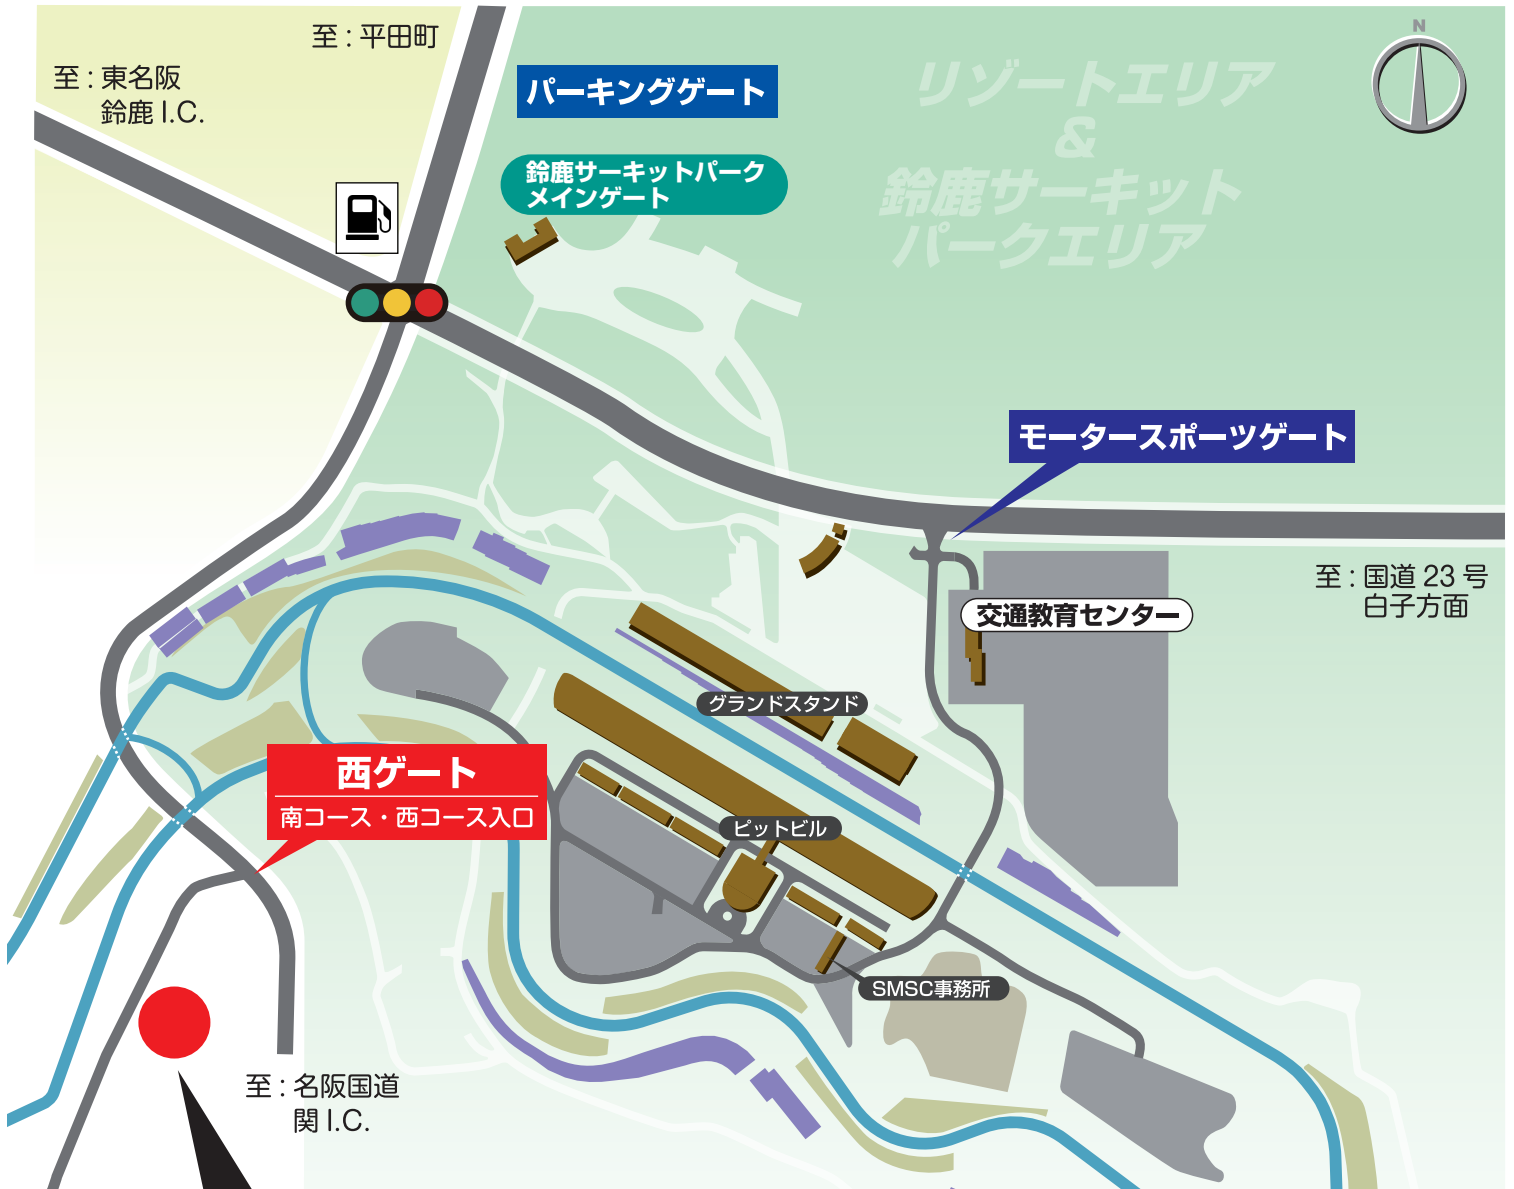 至：平田町
至：東名阪
鈴鹿 I.C.
パーキングゲート
鈴鹿サーキットパーク
メインゲート
リゾートエリア
&
鈴鹿サーキット
パークエリア
N
モータースポーツゲート
至：国道 23 号
白子方面
交通教育センター
グランドスタンド
西ゲート
南コース・西コース入口
ピットビル
SMSC事務所
至：名阪国道
関 I.C.